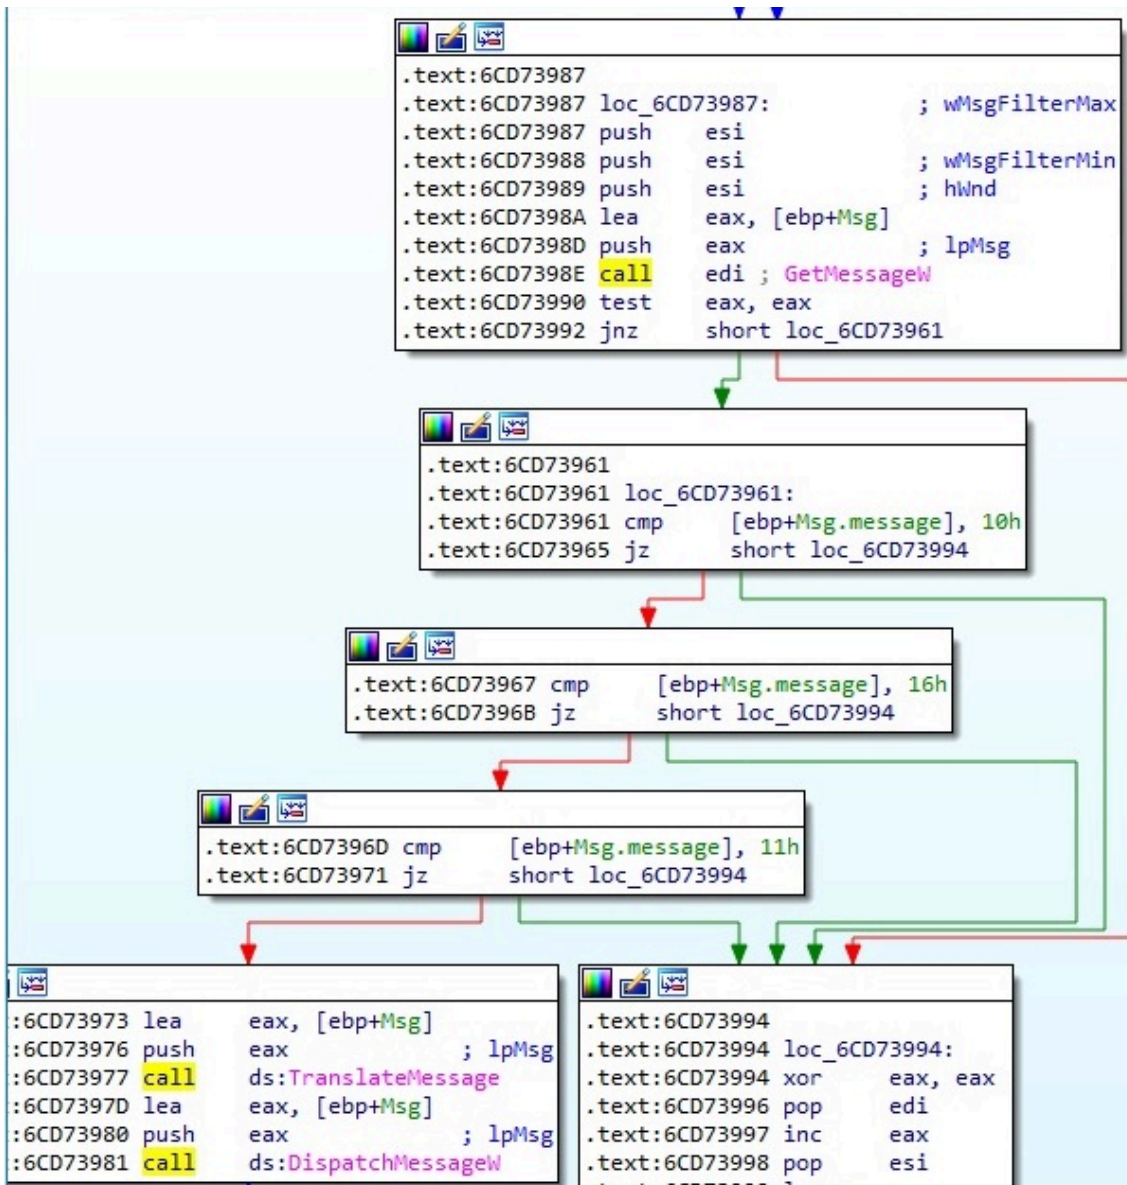 .text:6CD73987
.text:6CD73987 loc_6CD73987: ; wMsgFilterMax
.text:6CD73987 push esi
.text:6CD73988 push esi ; wMsgFilterMin
.text:6CD73989 push esi ; hWnd
.text:6CD7398A lea eax, [ebp+Msg]
.text:6CD7398D push eax ; lpMsg
.text:6CD7398E call edi ; GetMessageW
.text:6CD73990 test eax, eax
.text:6CD73992 jnz short loc_6CD73961
.text:6CD73961
.text:6CD73961 loc_6CD73961:
.text:6CD73961 cmp [ebp+Msg.message], 10h
.text:6CD73965 jz short loc_6CD73994
.text:6CD73967 cmp [ebp+Msg.message], 16h
.text:6CD7396B jz short loc_6CD73994
.text:6CD7396D cmp [ebp+Msg.message], 11h
.text:6CD73971 jz short loc_6CD73994
:6CD73973 lea eax, [ebp+Msg]
:6CD73976 push eax ; lpMsg
:6CD73977 call ds:TranslateMessage
:6CD7397D lea eax, [ebp+Msg]
:6CD73980 push eax ; lpMsg
:6CD73981 call ds:DispatchMessageW
.text:6CD73994
.text:6CD73994 loc_6CD73994:
.text:6CD73994 xor eax, eax
.text:6CD73996 pop edi
.text:6CD73997 inc eax
.text:6CD73998 pop esi